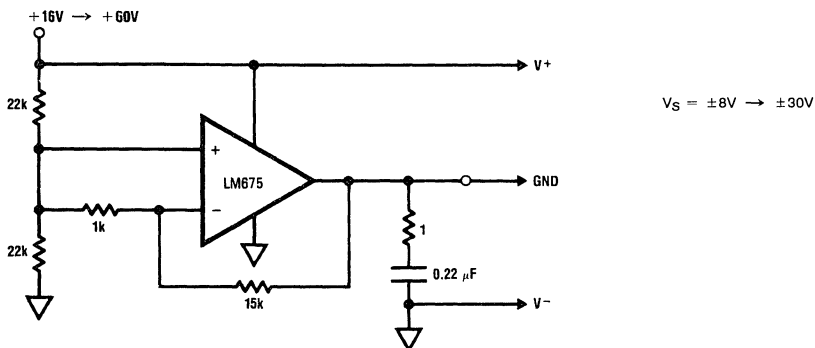 +16V → +60V
V+
22k
VS = ±8V → ±30V
+
LM675
GND
−
1k
1
22k
0.22 μF
15k
V−